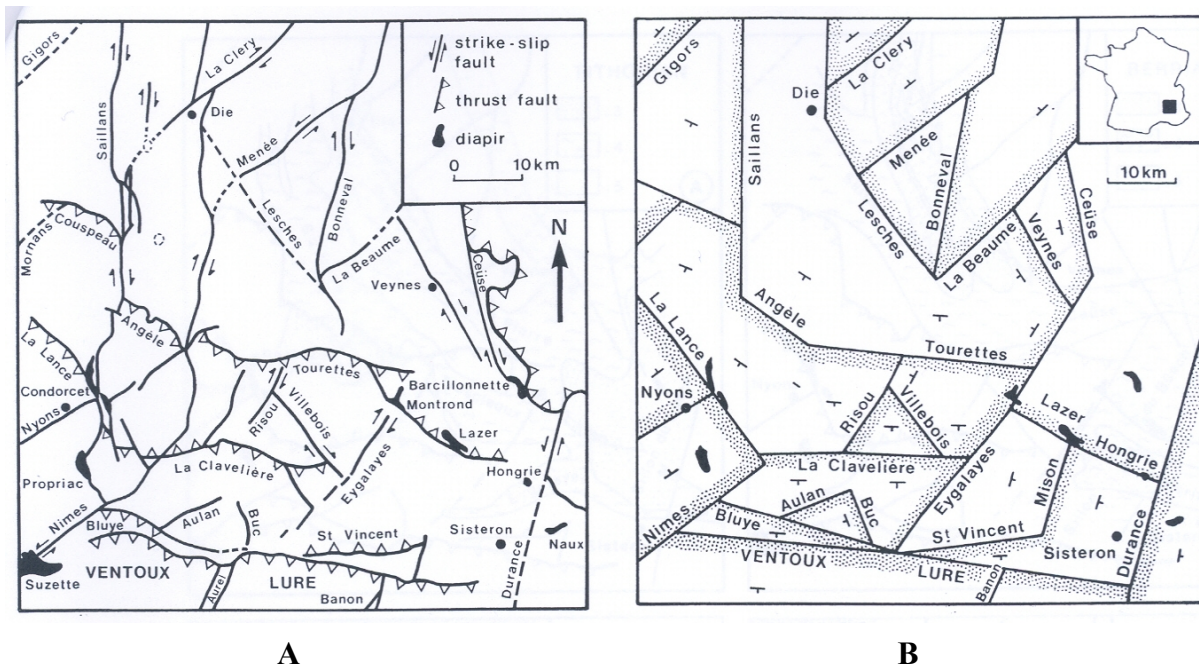 strike-slip
fault
thrust fault
diapir
0 10km
N
Gigors
Saillans
La Clery
Die
Menée
Lesches
Bonneval
Mornans
Couspeau
La Beaume
Veynes
Ceüse
Angèle
La Lance
Condorcet
Nyons
Tourettes
Barcillonnette
Montrond
Risou
Villebois
Lazer
La Clavelière
Eygalayes
Hongrie
Propriac
Nimes
Bluye
Aulan
Buc
St Vincent
Sisteron
Naux
Durance
Suzette
VENTOUX
LURE
Aurel
Banon
A
Gigors
La Clery
Die
Saillans
Menée
Bonneval
Lesches
10 km
Ceüse
Veynes
La Beaume
Angèle
La Lance
Tourettes
Nyons
Risou
Villebois
Lazer
Hongrie
La Clavelière
Eygalayes
Mison
Aulan
Buc
Nimes
Bluye
St Vincent
Sisteron
Durance
VENTOUX
LURE
Banon
B